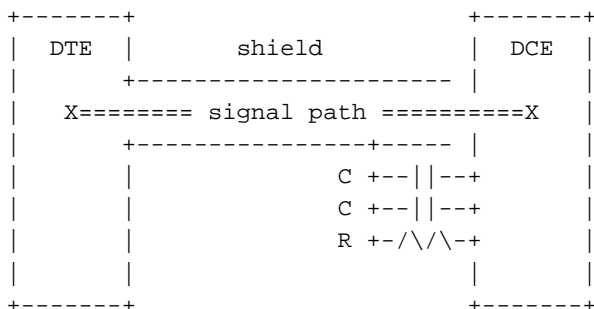 +-------+                       +-------+
|  DTE  |       shield          |  DCE  |
|       +---------------------- |       |
|   X======== signal path ==========X   |
|       +----------------+----- |       |
|       |              C +--||--+       |
|       |              C +--||--+       |
|       |              R +-/\/\-+       |
|       |                       |       |
+-------+                       +-------+